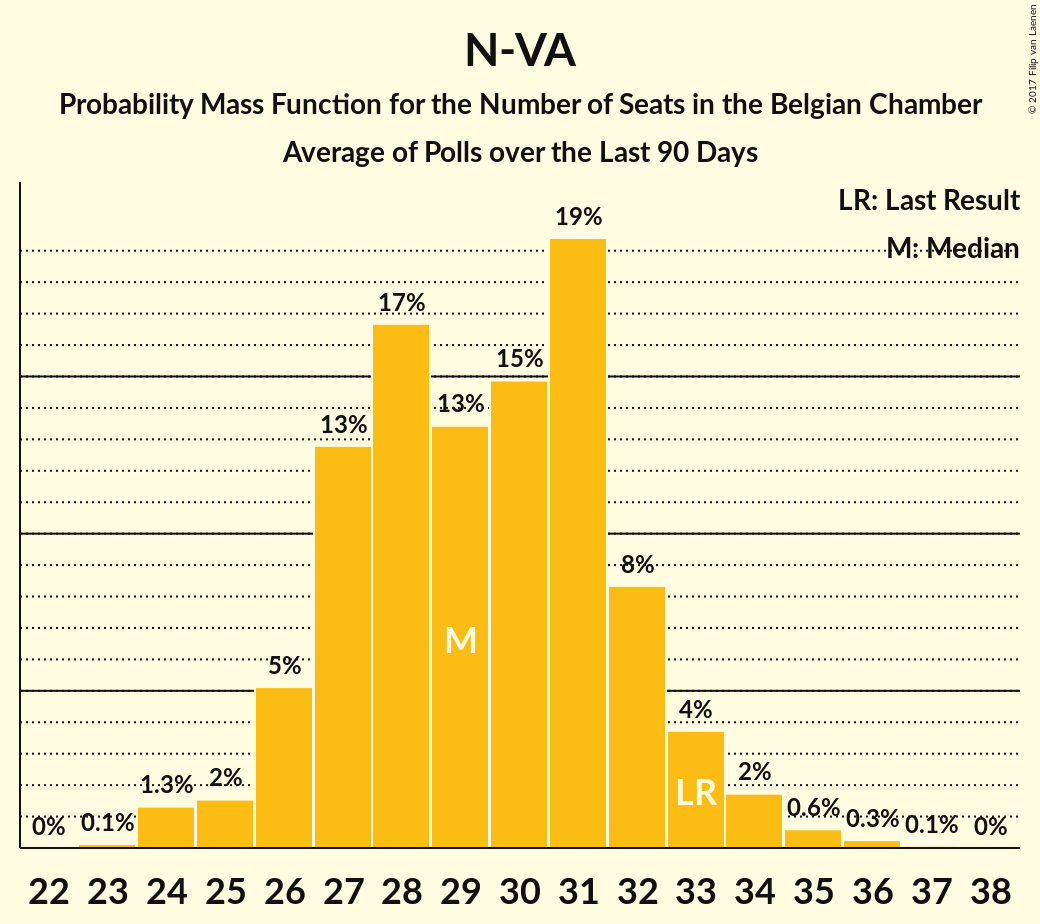 N-VA
Probability Mass Function for the Number of Seats in the Belgian Chamber
Average of Polls over the Last 90 Days
© 2017 Filip van Laenen
LR: Last Result
M: Median
0% 0.1% 1.3% 2% 5% 13% 17% 13% 15% 19% 8% 4% 2% 0.6% 0.3% 0.1% 0%
M
LR
22 23 24 25 26 27 28 29 30 31 32 33 34 35 36 37 38